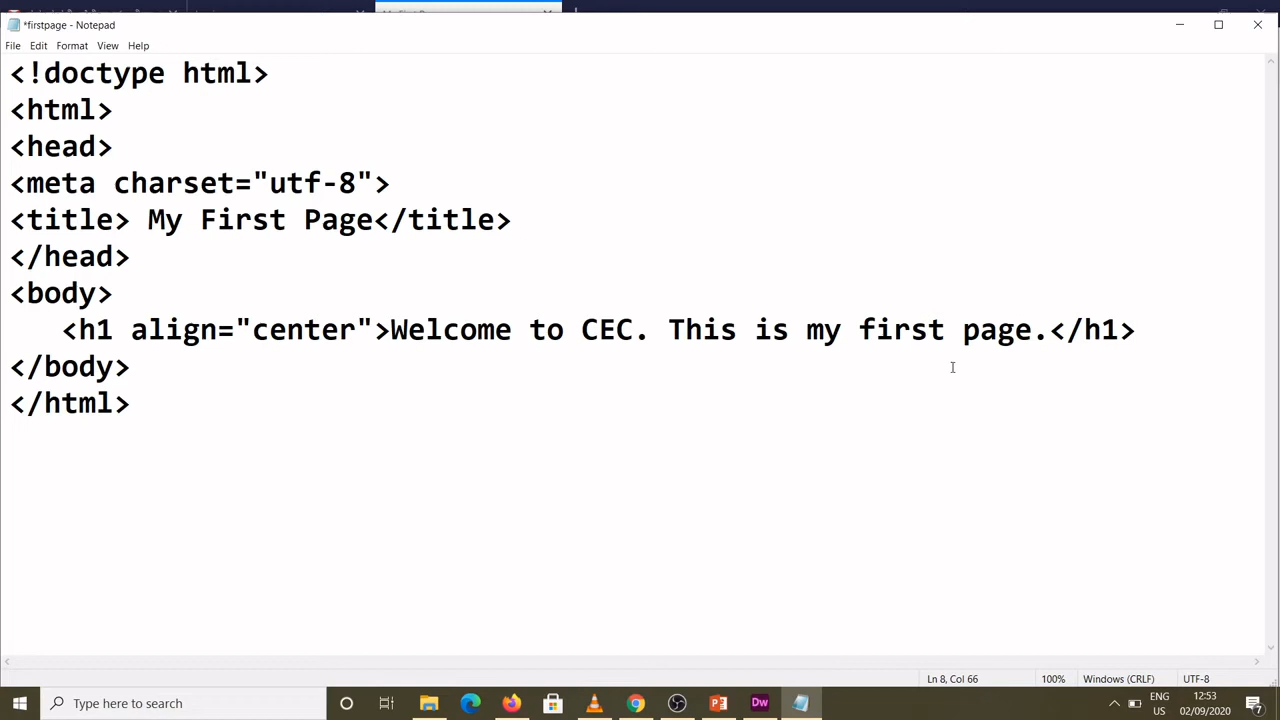 *firstpage - Notepad
File Edit Format View Help
<!doctype html>
<html>
<head>
<meta charset="utf-8">
<title> My First Page</title>
</head>
<body>
   <h1 align="center">Welcome to CEC. This is my first page.</h1>
</body>
</html>
Ln 8, Col 66 100% Windows (CRLF) UTF-8
Type here to search
Dw
ENG
US
12:53
02/09/2020
7